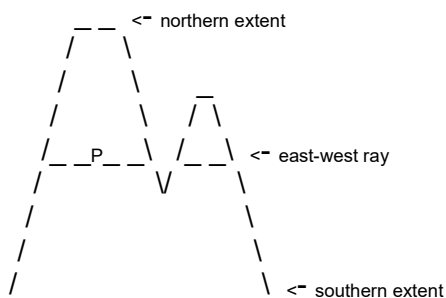 <- northern extent
P
<- east-west ray
<- southern extent